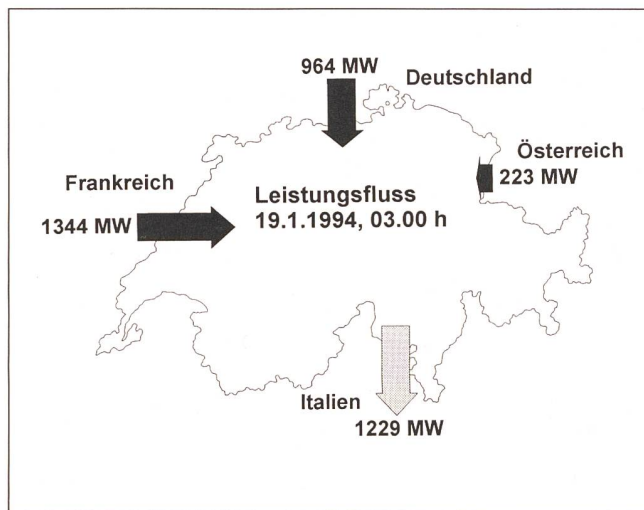 964 MW
Deutschland
Österreich
223 MW
Frankreich
1344 MW
Leistungsfluss
19.1.1994, 03.00 h
Italien
1229 MW